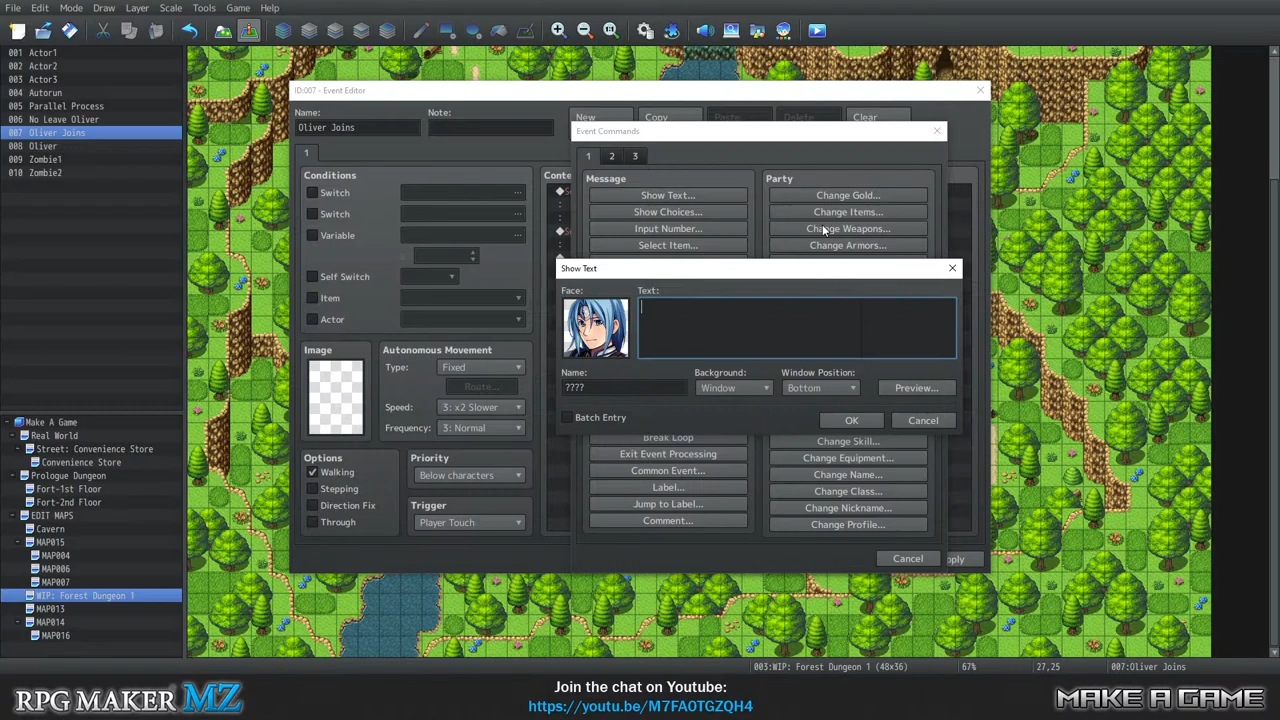 File Edit Mode Draw Layer Scale Tools Game Help
001 Actor1
002 Actor2
003 Actor3
004 Autorun
005 Parallel Process
006 No Leave Oliver
007 Oliver Joins
008 Oliver
009 Zombie1
010 Zombie2
Make A Game
Real World
Street: Convenience Store
Convenience Store
Prologue Dungeon
Fort-1st Floor
Fort-2nd Floor
EDIT MAPS
Cavern
MAP015
MAP004
MAP006
MAP007
WIP: Forest Dungeon 1
MAP013
MAP014
MAP016
ID:007 - Event Editor
Name:
Oliver Joins
Note:
New
Copy
Paste
Delete
Clear
1
Conditions
Switch
...
Switch
...
Variable
...
Self Switch
Item
Actor
Image
Autonomous Movement
Type:
Fixed
Route...
Speed:
3: x2 Slower
Frequency:
3: Normal
Options
Walking
Stepping
Direction Fix
Through
Priority
Below characters
Trigger
Player Touch
Conte
Event Commands
1 2 3
Message
Show Text...
Show Choices...
Input Number...
Select Item...
Party
Change Gold...
Change Items...
Change Weapons...
Change Armors...
Show Text
Face:
Text:
Name:
????
Background:
Window
Window Position:
Bottom
Preview...
Batch Entry
OK
Cancel
Break Loop
Exit Event Processing
Common Event...
Label...
Jump to Label...
Comment...
Change Skill...
Change Equipment...
Change Name...
Change Class...
Change Nickname...
Change Profile...
Cancel
pply
003:WIP: Forest Dungeon 1 (48x36)
67%
27,25
007:Oliver Joins
RPG MAKER MZ
Join the chat on Youtube:
https://youtu.be/M7FA0TGZQH4
MAKE A GAME